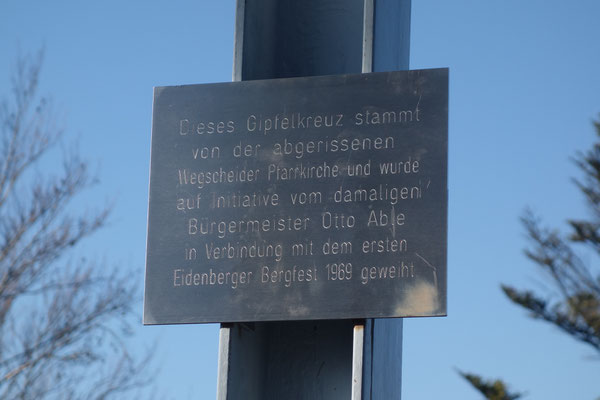 Dieses Gipfelkreuz stammt
von der abgerissenen
Wegscheider Pfarrkirche und wurde
auf Initiative vom damaligen
Bürgermeister Otto Able
in Verbindung mit dem ersten
Eidenberger Bergfest 1969 geweiht